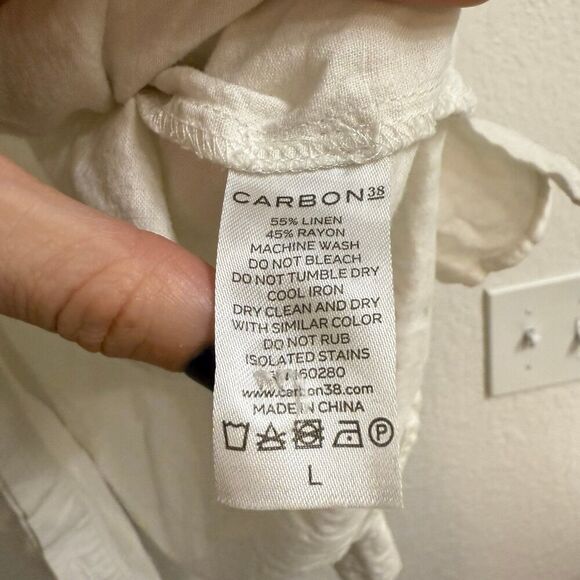 CARBON38
55% LINEN
45% RAYON
MACHINE WASH
DO NOT BLEACH
DO NOT TUMBLE DRY
COOL IRON
DRY CLEAN AND DRY
WITH SIMILAR COLOR
DO NOT RUB
ISOLATED STAINS
60280
www.carbon38.com
MADE IN CHINA
P
L